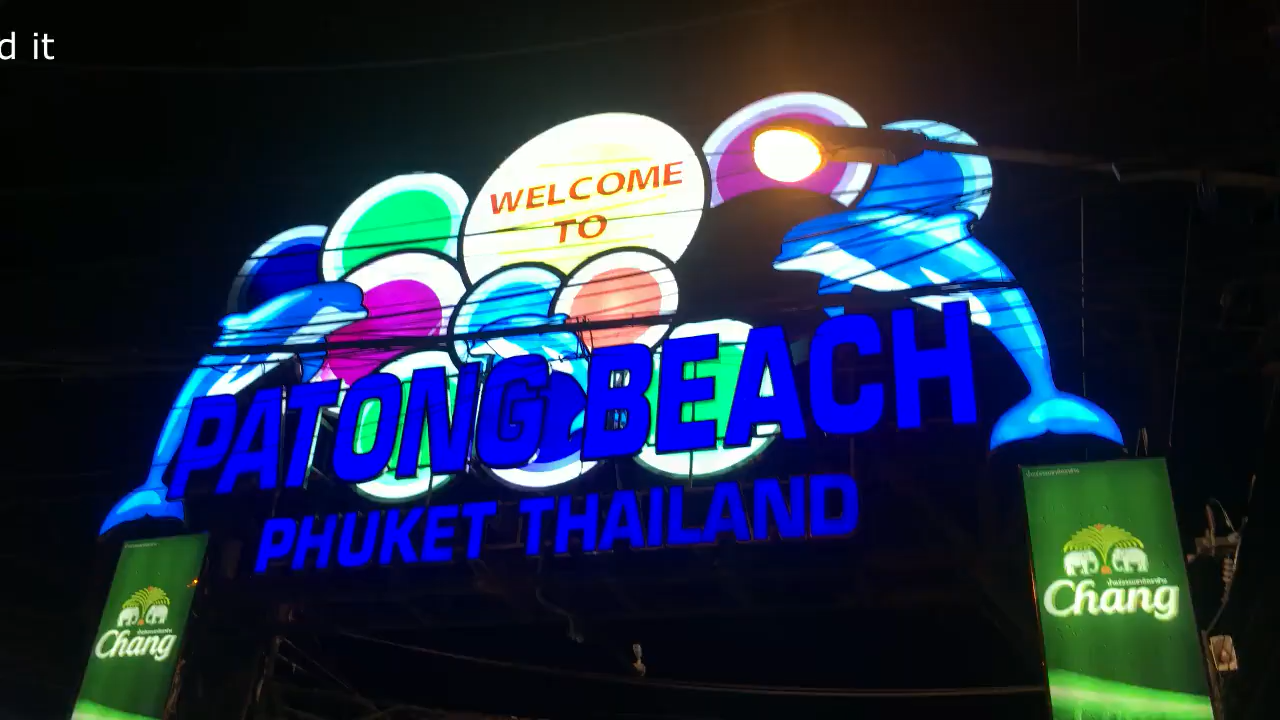 d it
WELCOME
TO
PATONG BEACH
PHUKET THAILAND
Chang
Chang